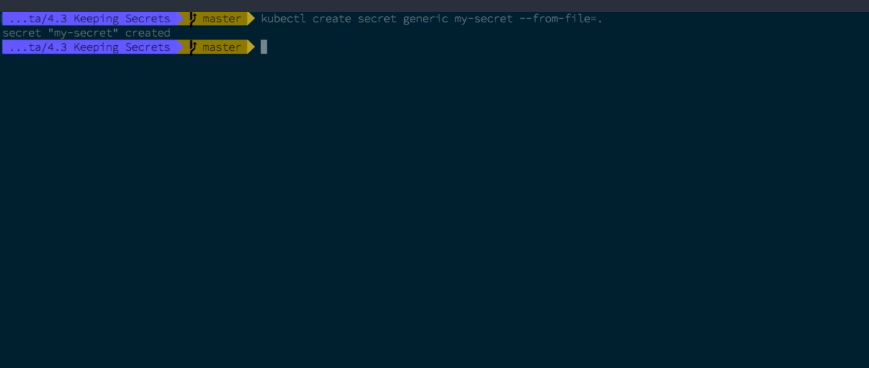 ...ta/4.3 Keeping Secrets master kubectl create secret generic my-secret --from-file=.
secret "my-secret" created
...ta/4.3 Keeping Secrets master